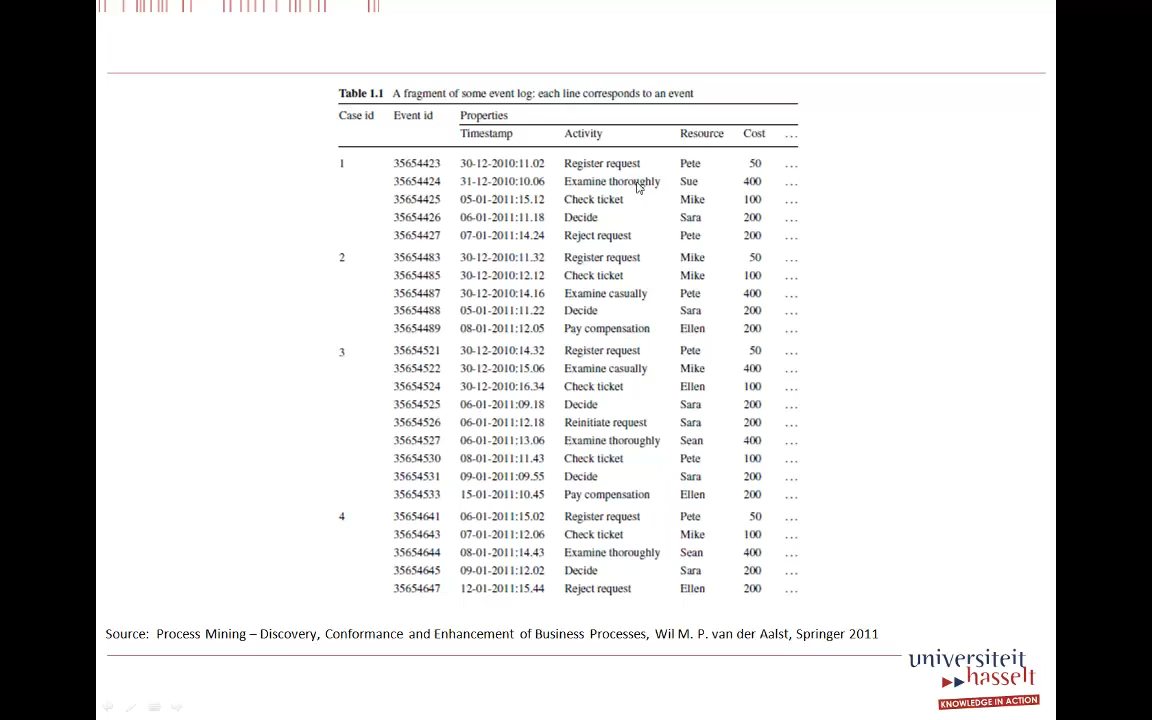 Table 1.1 A fragment of some event log: each line corresponds to an event
Case id Event id Properties
Timestamp Activity Resource Cost ...
1 35654423 30-12-2010:11.02 Register request Pete 50 ...
35654424 31-12-2010:10.06 Examine thoroughly Sue 400 ...
35654425 05-01-2011:15.12 Check ticket Mike 100 ...
35654426 06-01-2011:11.18 Decide Sara 200 ...
35654427 07-01-2011:14.24 Reject request Pete 200 ...
2 35654483 30-12-2010:11.32 Register request Mike 50 ...
35654485 30-12-2010:12.12 Check ticket Mike 100 ...
35654487 30-12-2010:14.16 Examine casually Pete 400 ...
35654488 05-01-2011:11.22 Decide Sara 200 ...
35654489 08-01-2011:12.05 Pay compensation Ellen 200 ...
3 35654521 30-12-2010:14.32 Register request Pete 50 ...
35654522 30-12-2010:15.06 Examine casually Mike 400 ...
35654524 30-12-2010:16.34 Check ticket Ellen 100 ...
35654525 06-01-2011:09.18 Decide Sara 200 ...
35654526 06-01-2011:12.18 Reinitiate request Sara 200 ...
35654527 06-01-2011:13.06 Examine thoroughly Sean 400 ...
35654530 08-01-2011:11.43 Check ticket Pete 100 ...
35654531 09-01-2011:09.55 Decide Sara 200 ...
35654533 15-01-2011:10.45 Pay compensation Ellen 200 ...
4 35654641 06-01-2011:15.02 Register request Pete 50 ...
35654643 07-01-2011:12.06 Check ticket Mike 100 ...
35654644 08-01-2011:14.43 Examine thoroughly Sean 400 ...
35654645 09-01-2011:12.02 Decide Sara 200 ...
35654647 12-01-2011:15.44 Reject request Ellen 200 ...
Source: Process Mining – Discovery, Conformance and Enhancement of Business Processes, Wil M. P. van der Aalst, Springer 2011
universiteit
hasselt
KNOWLEDGE IN ACTION